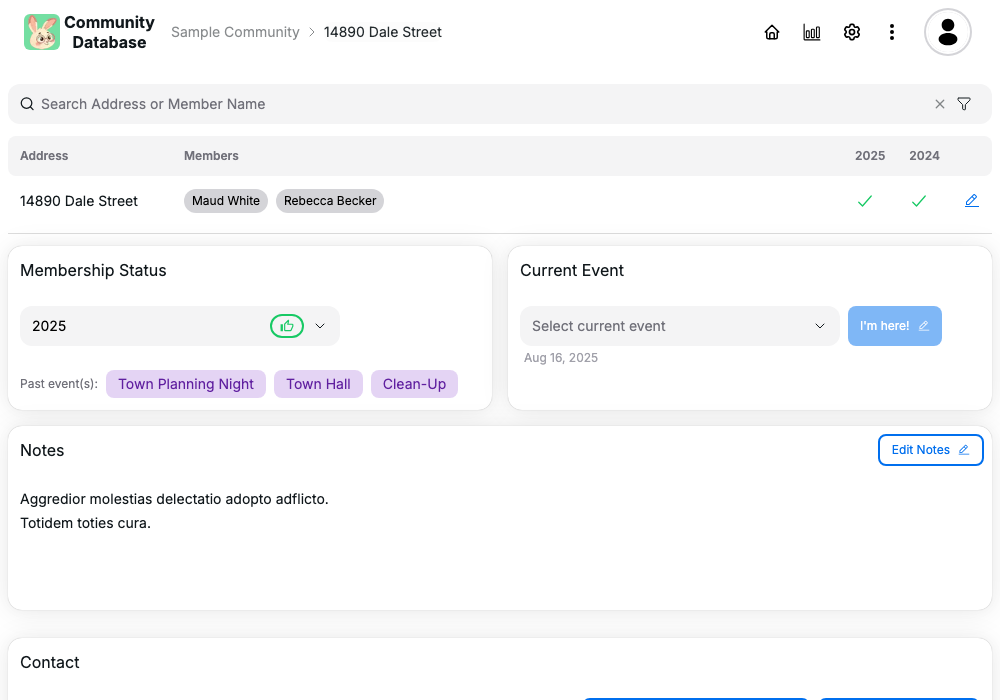 Community
Database
Sample Community
14890 Dale Street
Search Address or Member Name
Address Members 2025 2024
14890 Dale Street Maud White Rebecca Becker
Membership Status
2025
Past event(s): Town Planning Night Town Hall Clean-Up
Current Event
Select current event I'm here!
Aug 16, 2025
Notes
Edit Notes
Aggredior molestias delectatio adopto adflicto.
Totidem toties cura.
Contact